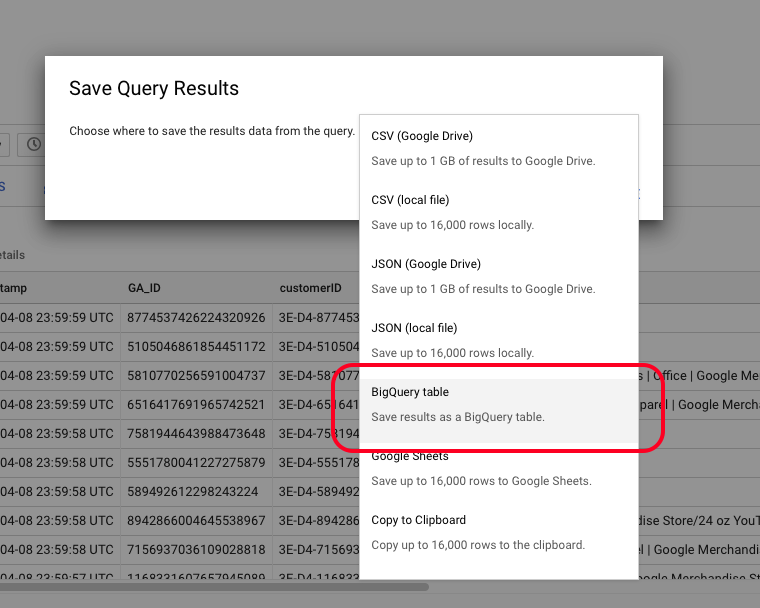 Save Query Results
Choose where to save the results data from the query.
CSV (Google Drive)
Save up to 1 GB of results to Google Drive.
CSV (local file)
Save up to 16,000 rows locally.
JSON (Google Drive)
Save up to 1 GB of results to Google Drive.
JSON (local file)
Save up to 16,000 rows locally.
BigQuery table
Save results as a BigQuery table.
Google Sheets
Save up to 16,000 rows to Google Sheets.
Copy to Clipboard
Copy up to 16,000 rows to the clipboard.
S
etails
tamp GA_ID customerID
04-08 23:59:59 UTC 8774537426224320926 3E-D4-877453
04-08 23:59:59 UTC 5105046861854451172 3E-D4-510504
04-08 23:59:59 UTC 5810770256591004737 3E-D4-581077 s | Office | Google Me
04-08 23:59:59 UTC 6516417691965742521 3E-D4-651641 parel | Google Merch
04-08 23:59:58 UTC 7581944643988473648 3E-D4-758194
04-08 23:59:58 UTC 5551780041227275879 3E-D4-555178
04-08 23:59:58 UTC 589492612298243224 3E-D4-589492
04-08 23:59:58 UTC 8942866004645538967 3E-D4-894286 dise Store/24 oz YouT
04-08 23:59:58 UTC 7156937036109028818 3E-D4-715693 el | Google Merchandi
04-08 23:59:57 UTC 1168331607657945089 3E-D4-116833 oogle Merchandise St